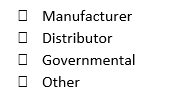 ☐ Manufacturer
☐ Distributor
☐ Governmental
☐ Other